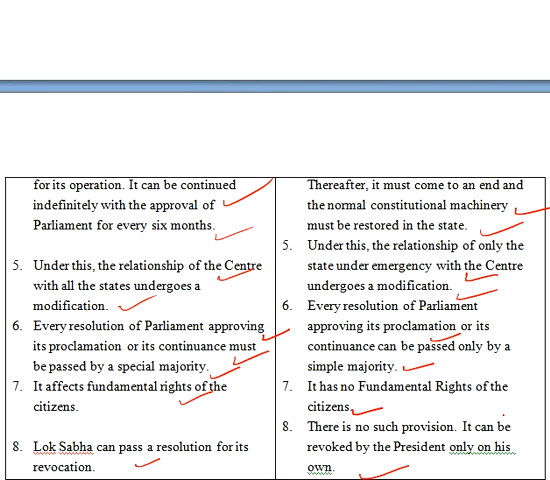 for its operation. It can be continued
indefinitely with the approval of
Parliament for every six months.
5. Under this, the relationship of the Centre
with all the states undergoes a
modification.
6. Every resolution of Parliament approving
its proclamation or its continuance must
be passed by a special majority.
7. It affects fundamental rights of the
citizens.
8. Lok Sabha can pass a resolution for its
revocation.
Thereafter, it must come to an end and
the normal constitutional machinery
must be restored in the state.
5. Under this, the relationship of only the
state under emergency with the Centre
undergoes a modification.
6. Every resolution of Parliament
approving its proclamation or its
continuance can be passed only by a
simple majority.
7. It has no Fundamental Rights of the
citizens.
8. There is no such provision. It can be
revoked by the President only on his
own.